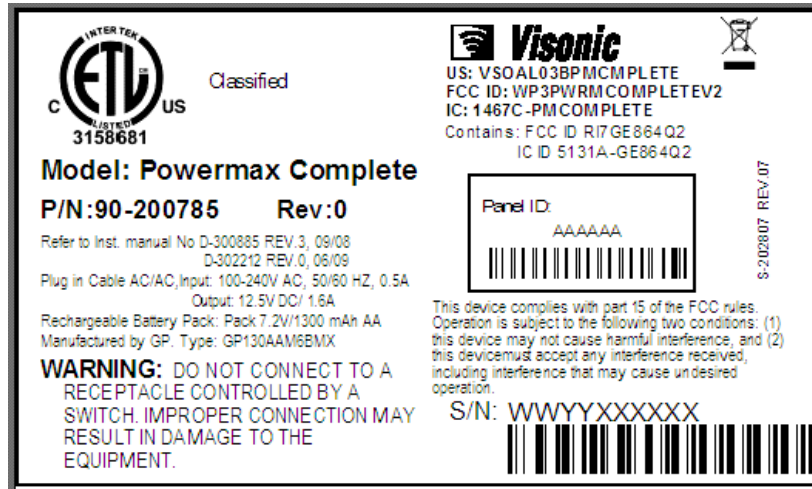 INTERTEK
ETL
CM
C US
LISTED
3158681
Classified
Model: Powermax Complete
P/N:90-200785 Rev:0
Refer to Inst. manual No D-300885 REV.3, 09/08
D-302212 REV.0, 06/09
Plug in Cable AC/AC,Input: 100-240V AC, 50/60 HZ, 0.5A
Output: 12.5V DC/ 1.6A
Rechargeable Battery Pack: Pack 7.2V/1300 mAh AA
Manufactured by GP. Type: GP130AAM6BMX
WARNING: DO NOT CONNECT TO A
RECEPTACLE CONTROLLED BY A
SWITCH. IMPROPER CONNECTION MAY
RESULT IN DAMAGE TO THE
EQUIPMENT.
Visonic
US: VSOAL03BPMCMPLETE
FCC ID: WP3PWRMCOMPLETEV2
IC: 1467C-PMCOMPLETE
Contains: FCC ID RI7GE864Q2
IC ID 5131A-GE864Q2
Panel ID:
AAAAAA
S-202807 REV.07
This device complies with part 15 of the FCC rules.
Operation is subject to the following two conditions: (1)
this device may not cause harmful interference, and (2)
this devicemust accept any interference received,
including interference that may cause undesired
operation.
S/N: WWYYXXXXXX